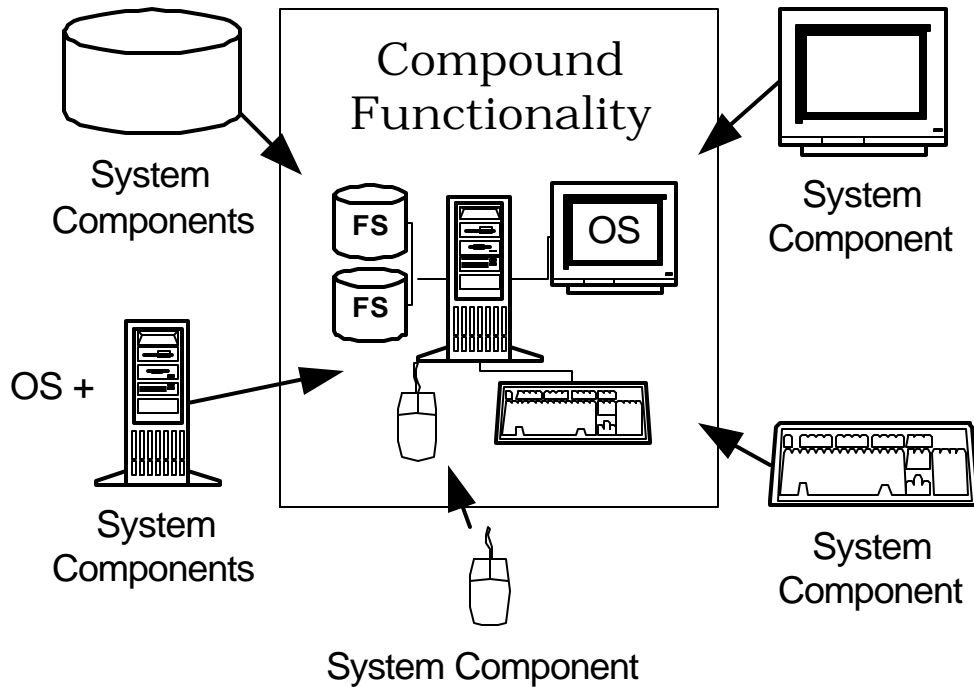 Compound
Functionality
System
Components
System
Component
FS
FS
OS
OS +
System
Components
System
Component
System Component